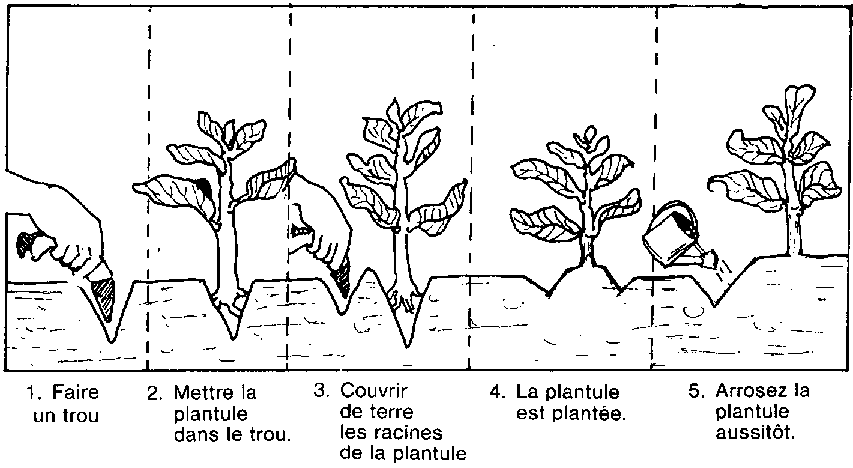 1. Faire
un trou
2. Mettre la
plantule
dans le trou.
3. Couvrir
de terre
les racines
de la plantule
4. La plantule
est plantée.
5. Arrosez la
plantule
aussitôt.